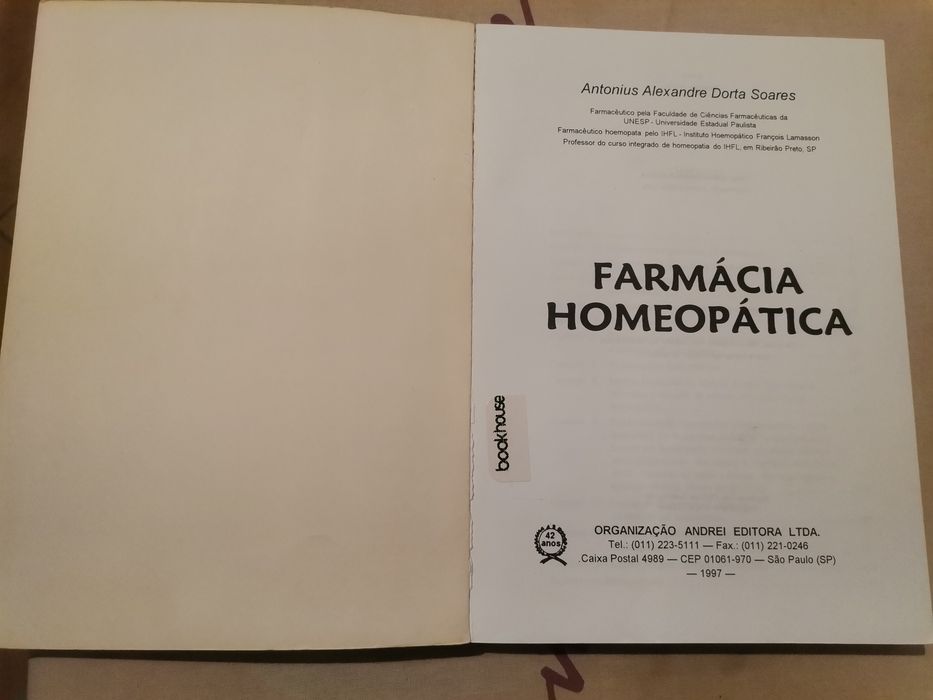 Antonius Alexandre Dorta Soares
Farmacêutico pela Faculdade de Ciências Farmacêuticas da
UNESP - Universidade Estadual Paulista
Farmacêutico hoemopata pelo IHFL - Instituto Hoemopático François Lamasson
Professor do curso integrado de homeopatia do IHFL, em Ribeirão Preto, SP
FARMÁCIA
HOMEOPÁTICA
bookhouse
42
anos
ORGANIZAÇÃO ANDREI EDITORA LTDA.
Tel.: (011) 223-5111 — Fax.: (011) 221-0246
.Caixa Postal 4989 — CEP 01061-970 — São Paulo (SP)
— 1997 —